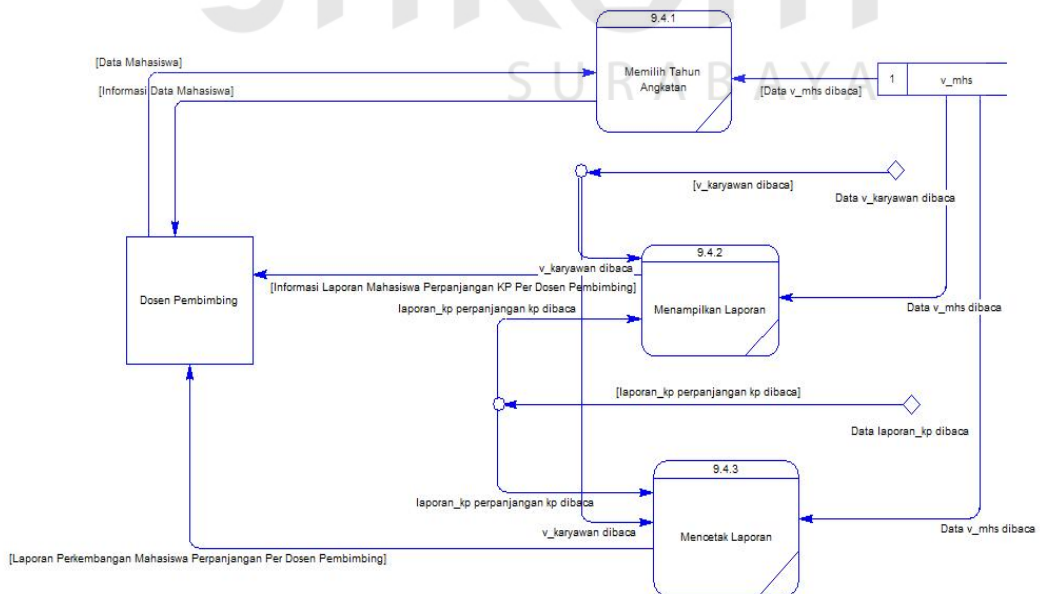 9.4.1
[Data Mahasiswa]
Memilih Tahun
Angkatan
1
v_mhs
[Informasi Data Mahasiswa]
[Data v_mhs dibaca]
SURABAYA
[v_karyawan dibaca]
Data v_karyawan dibaca
9.4.2
v_karyawan dibaca
[Informasi Laporan Mahasiswa Perpanjangan KP Per Dosen Pembimbing]
Dosen Pembimbing
laporan_kp perpanjangan kp dibaca
Menampilkan Laporan
Data v_mhs dibaca
[laporan_kp perpanjangan kp dibaca]
Data laporan_kp dibaca
9.4.3
laporan_kp perpanjangan kp dibaca
v_karyawan dibaca
Mencetak Laporan
Data v_mhs dibaca
[Laporan Perkembangan Mahasiswa Perpanjangan Per Dosen Pembimbing]